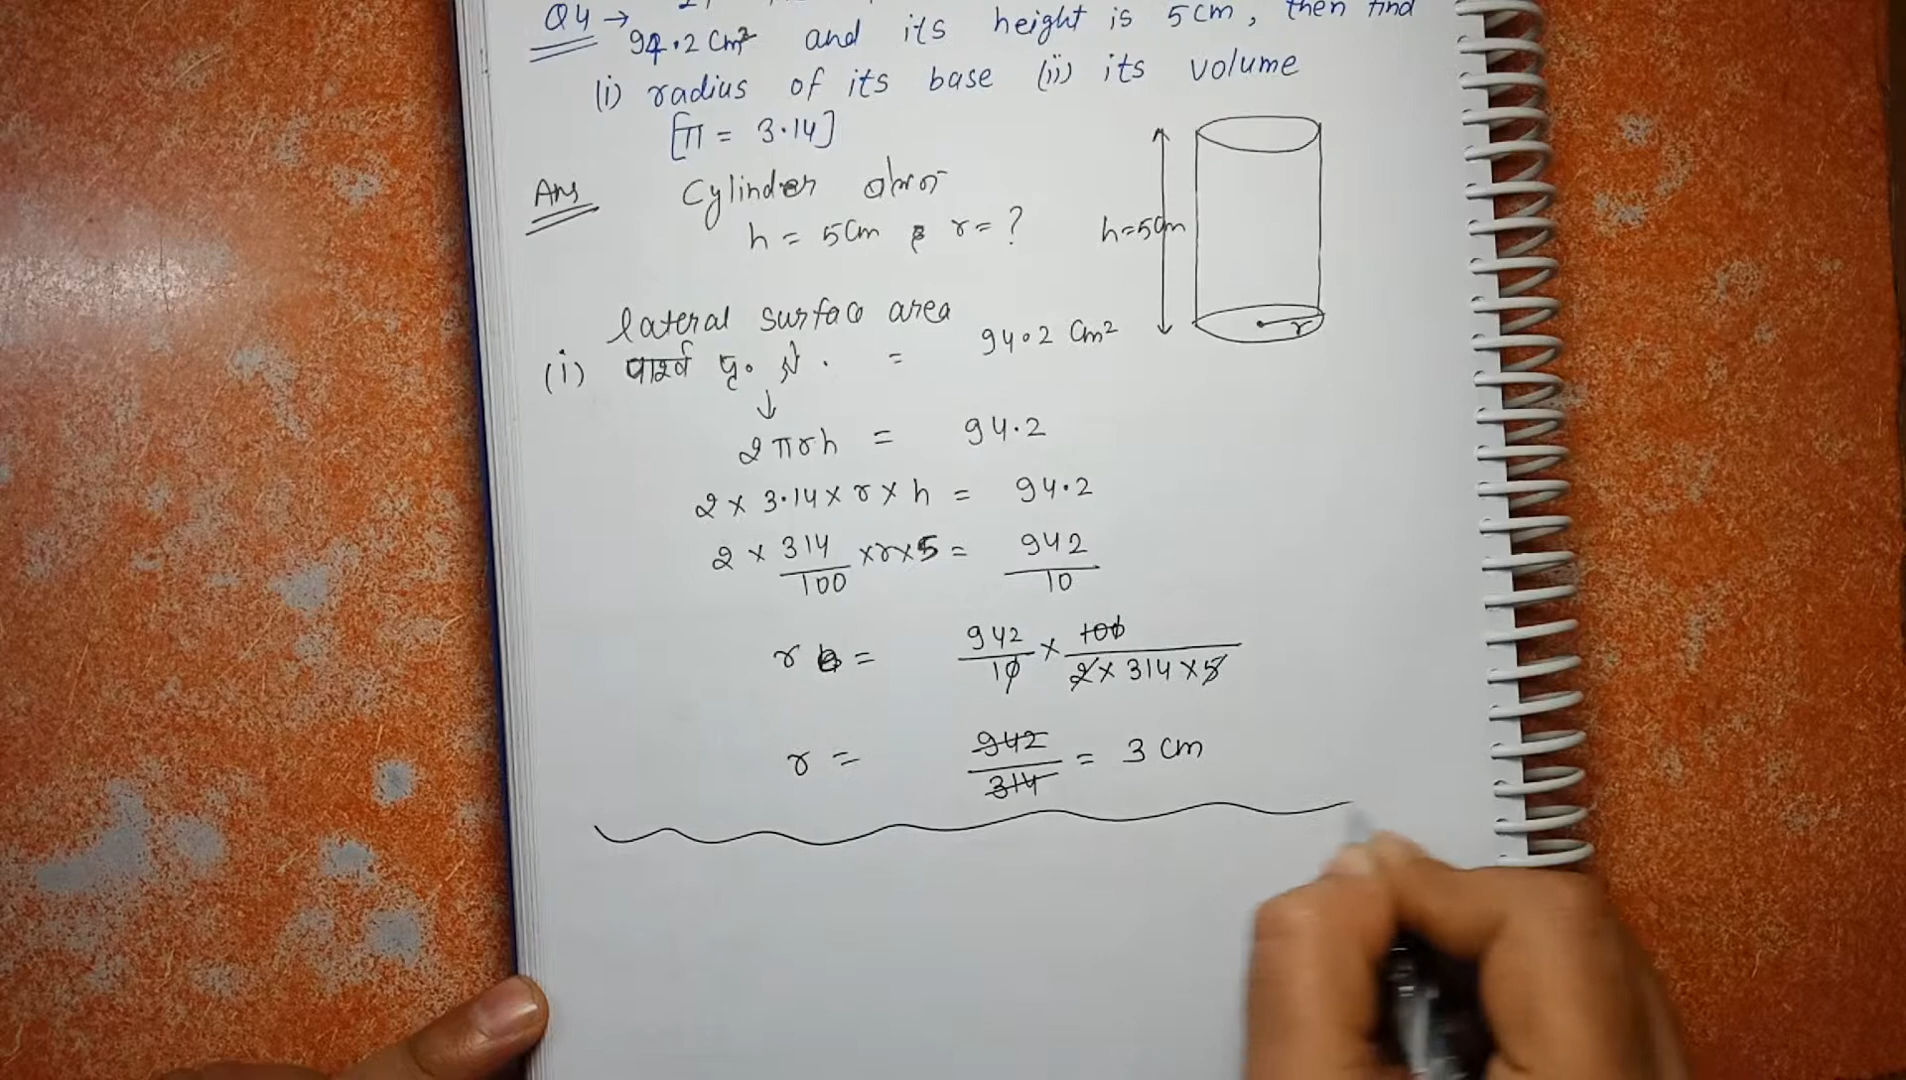 Q4 →
94.2 cm² and its height is 5cm, then find
(i) radius of its base (ii) its volume
[π = 3.14]
Ans Cylinder
h = 5cm r = ?
h=5cm
r
lateral surface area
(i) पार्श्व पृ० क्षे. = 94.2 cm²
↓
2πrh = 94.2
2 × 3.14 × r × h = 94.2
2 × 314/100 × r × 5 = 942/10
r = 942/10 × 100/2 × 314 × 5
r = 942/314 = 3 cm